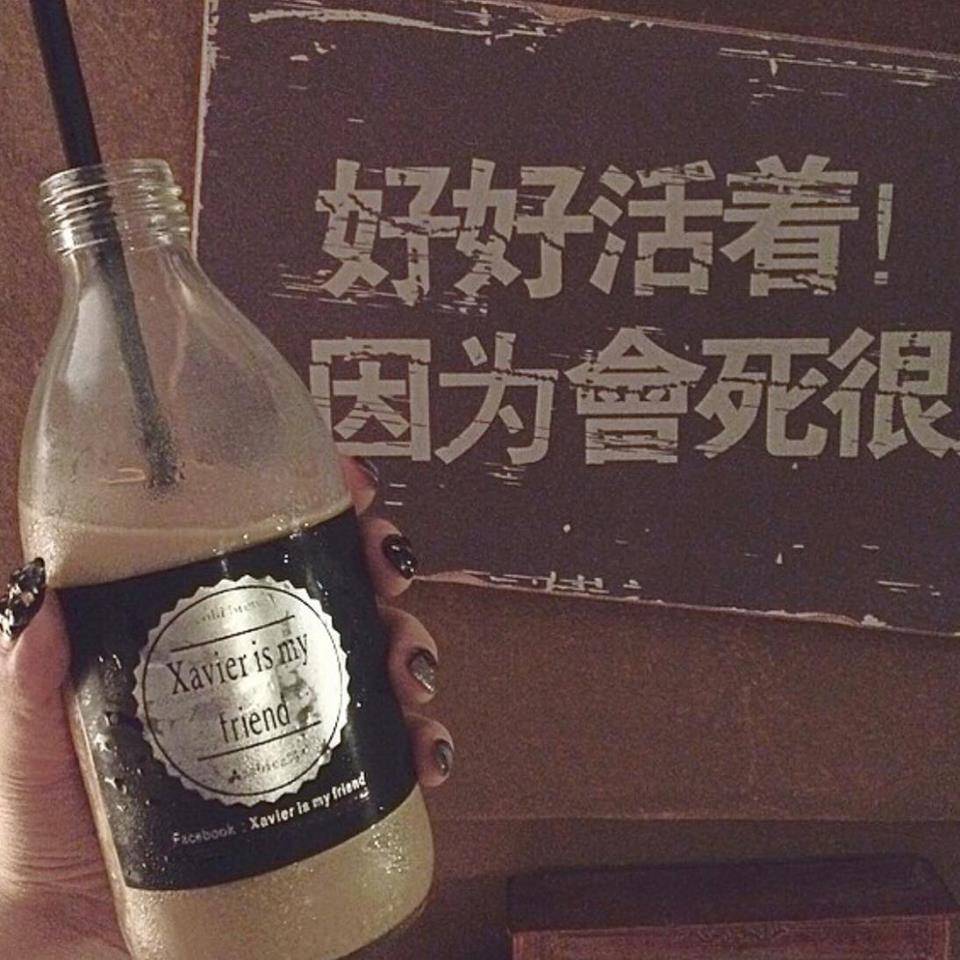 好好活着!
因为會死很
Xavier is my
friend
Facebook : Xavier is my friend